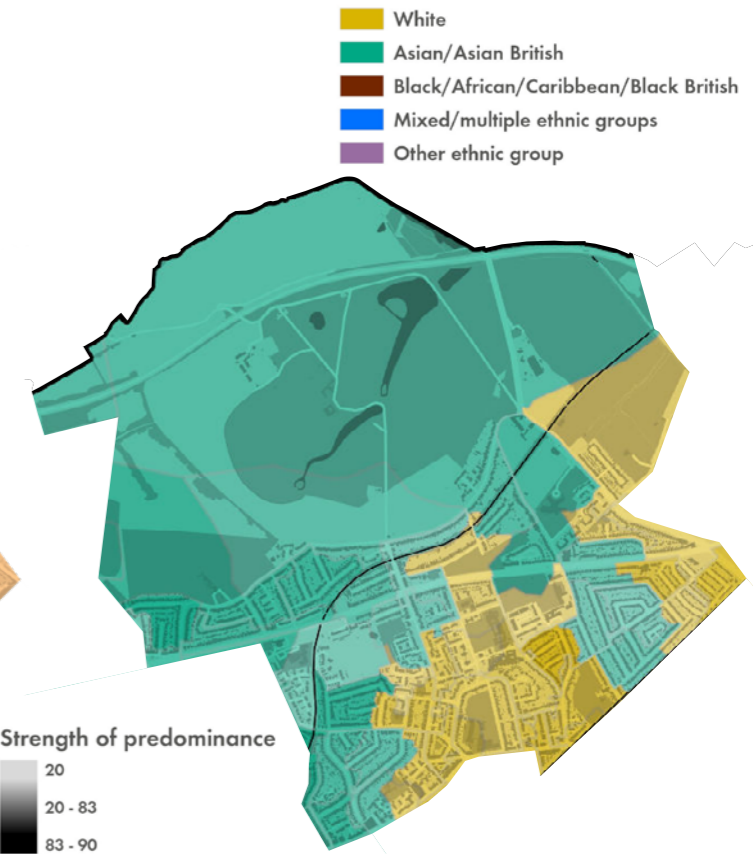 White
Asian/Asian British
Black/African/Caribbean/Black British
Mixed/multiple ethnic groups
Other ethnic group
Strength of predominance
20
20 - 83
83 - 90